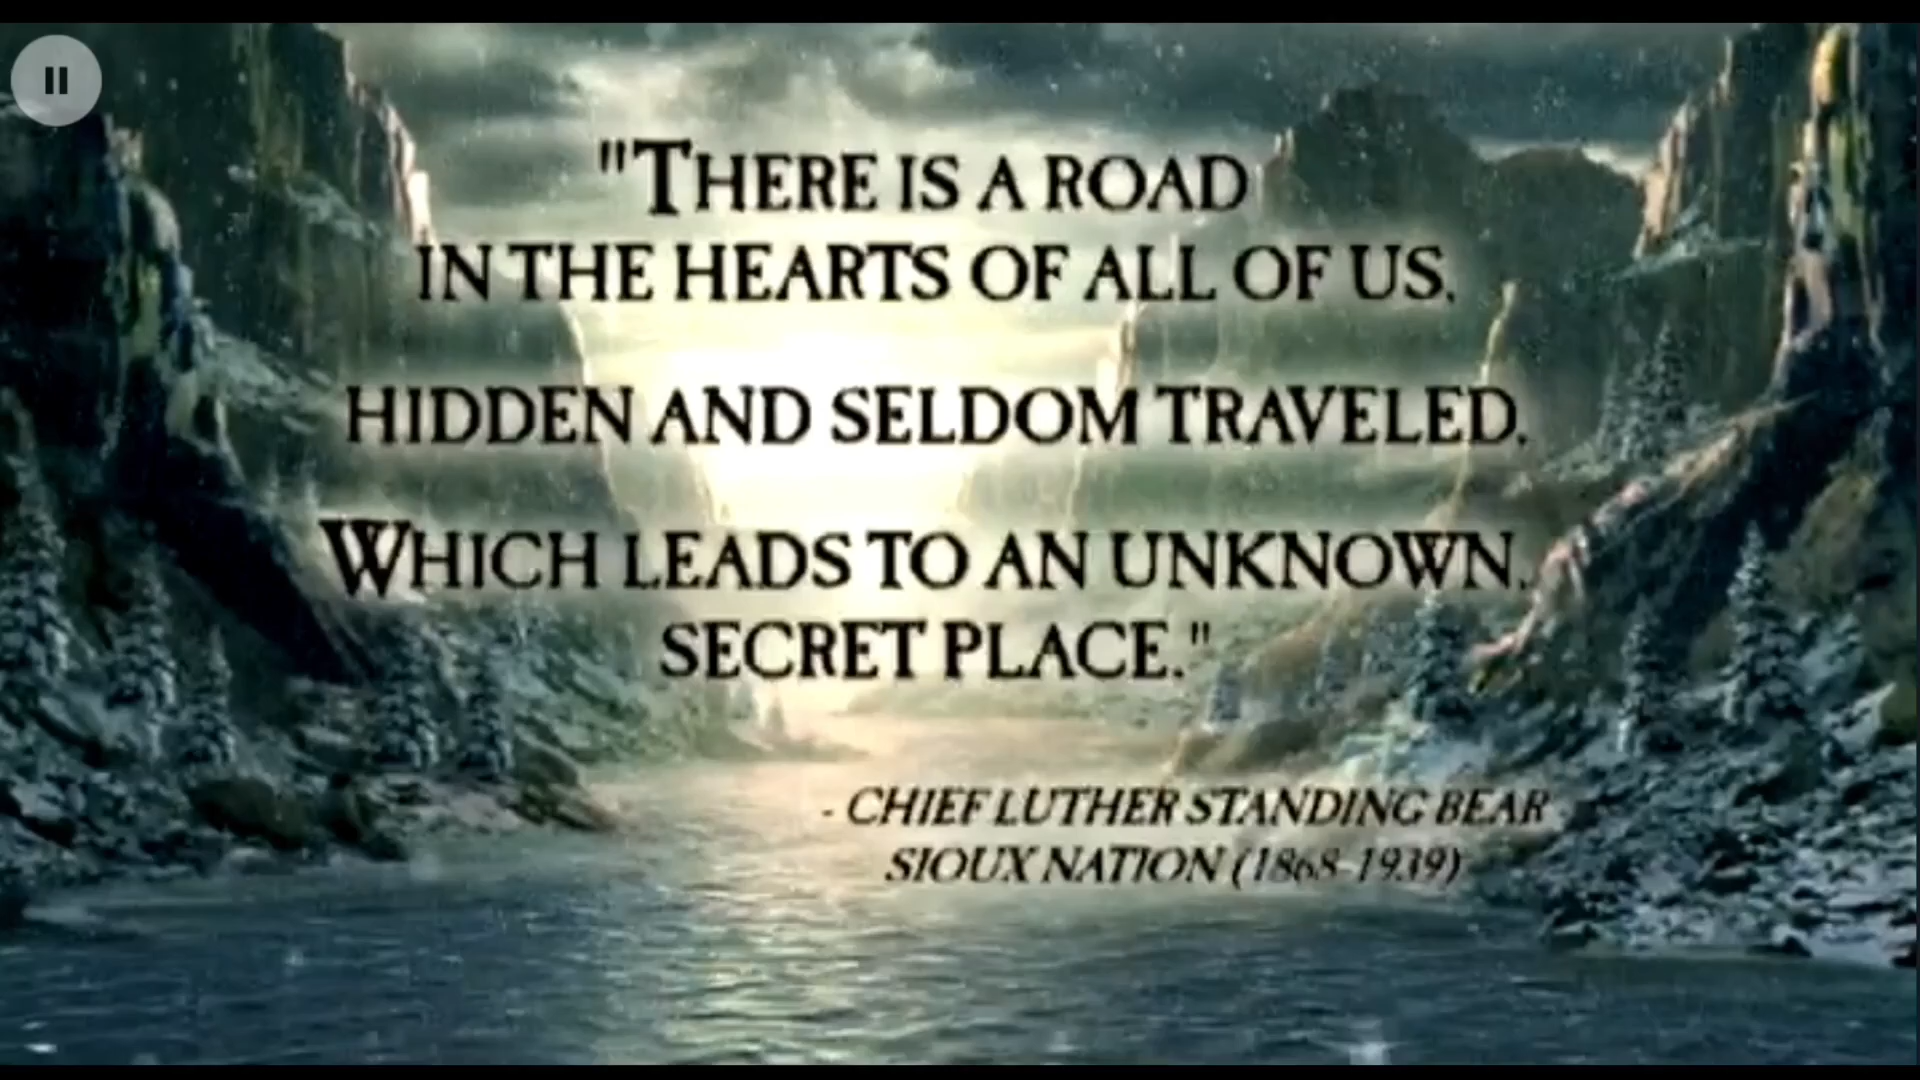 "THERE IS A ROAD
IN THE HEARTS OF ALL OF US,
HIDDEN AND SELDOM TRAVELED,
WHICH LEADS TO AN UNKNOWN,
SECRET PLACE."
- CHIEF LUTHER STANDING BEAR
SIOUX NATION (1868-1939)